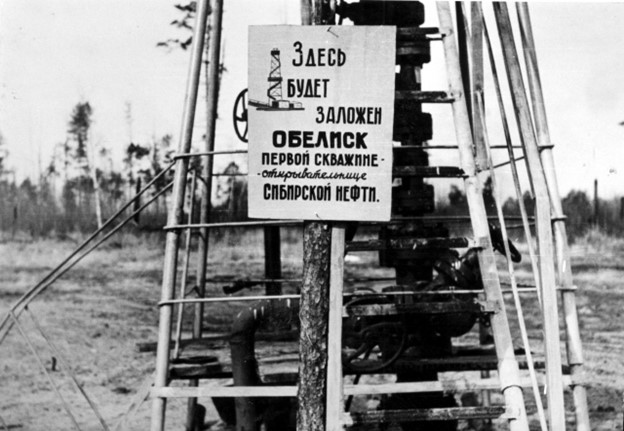 Здесь
будет
заложен
обелиск
первой скважине-
-открывательнице
сибирской нефти.